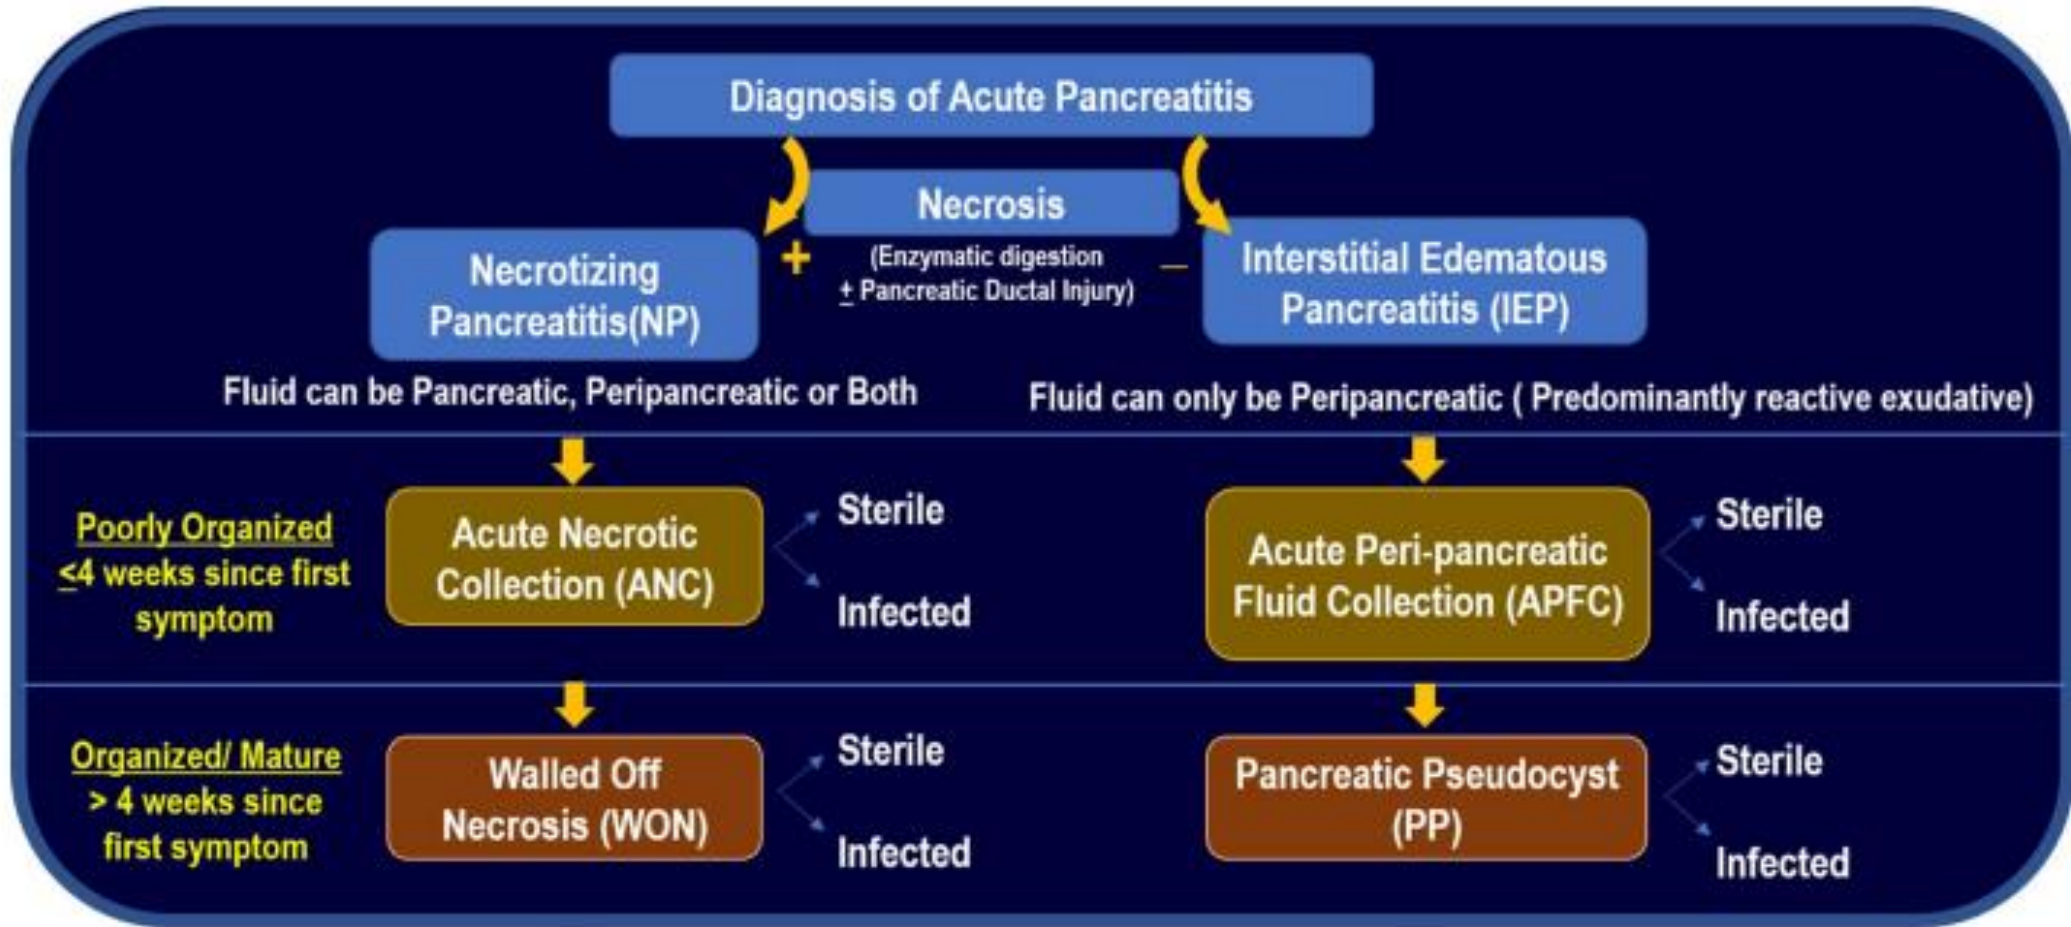 Diagnosis of Acute Pancreatitis
Necrosis
(Enzymatic digestion
± Pancreatic Ductal Injury)
+
−
Necrotizing
Pancreatitis(NP)
Interstitial Edematous
Pancreatitis (IEP)
Fluid can be Pancreatic, Peripancreatic or Both
Fluid can only be Peripancreatic ( Predominantly reactive exudative)
Poorly Organized
≤4 weeks since first
symptom
Acute Necrotic
Collection (ANC)
Sterile
Infected
Acute Peri-pancreatic
Fluid Collection (APFC)
Sterile
Infected
Organized/ Mature
> 4 weeks since
first symptom
Walled Off
Necrosis (WON)
Sterile
Infected
Pancreatic Pseudocyst
(PP)
Sterile
Infected